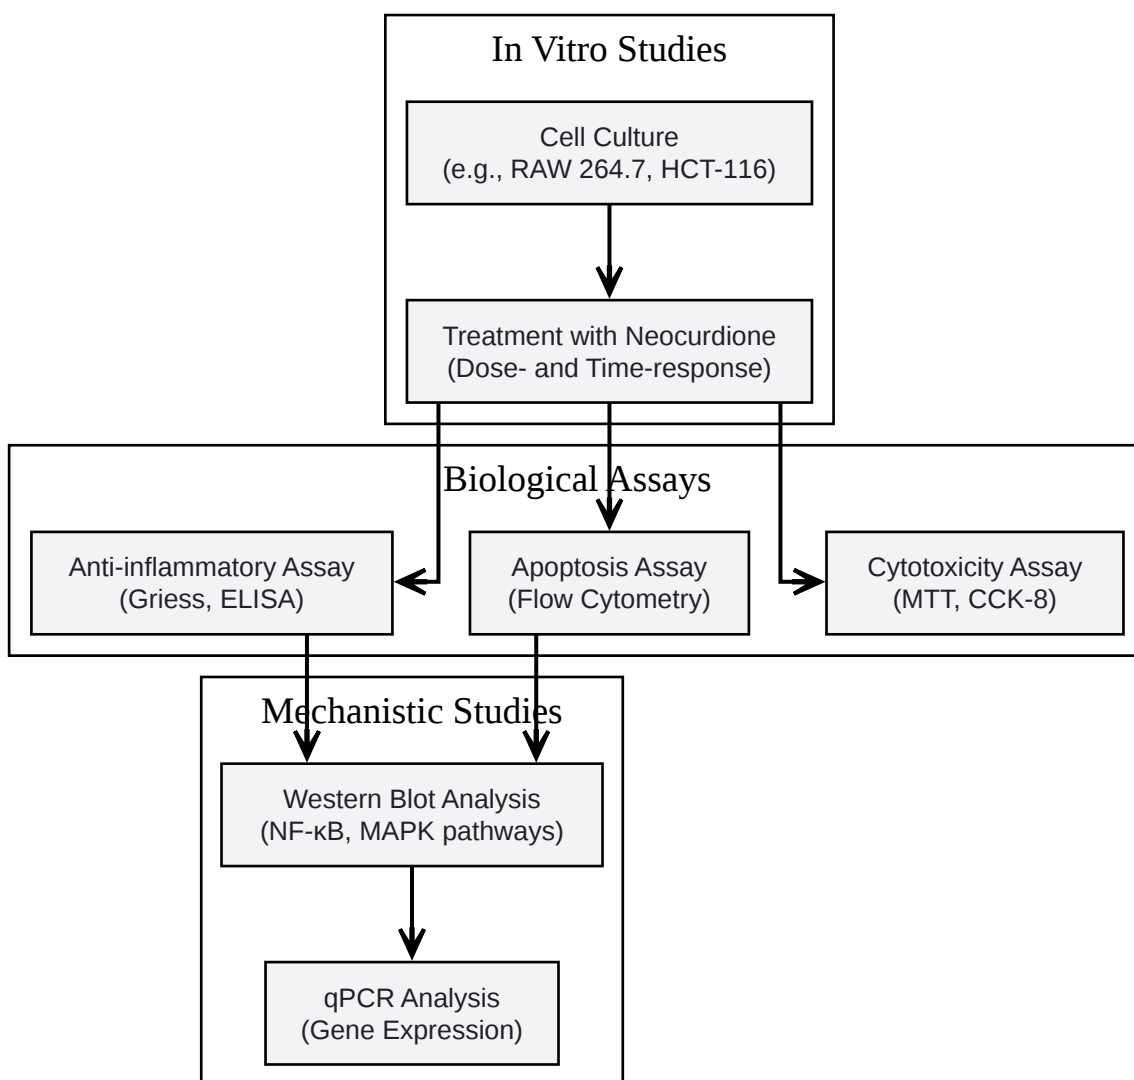 In Vitro Studies
Cell Culture
(e.g., RAW 264.7, HCT-116)
Treatment with Neocurdione
(Dose- and Time-response)
Biological Assays
Anti-inflammatory Assay
(Griess, ELISA)
Apoptosis Assay
(Flow Cytometry)
Cytotoxicity Assay
(MTT, CCK-8)
Mechanistic Studies
Western Blot Analysis
(NF-κB, MAPK pathways)
qPCR Analysis
(Gene Expression)